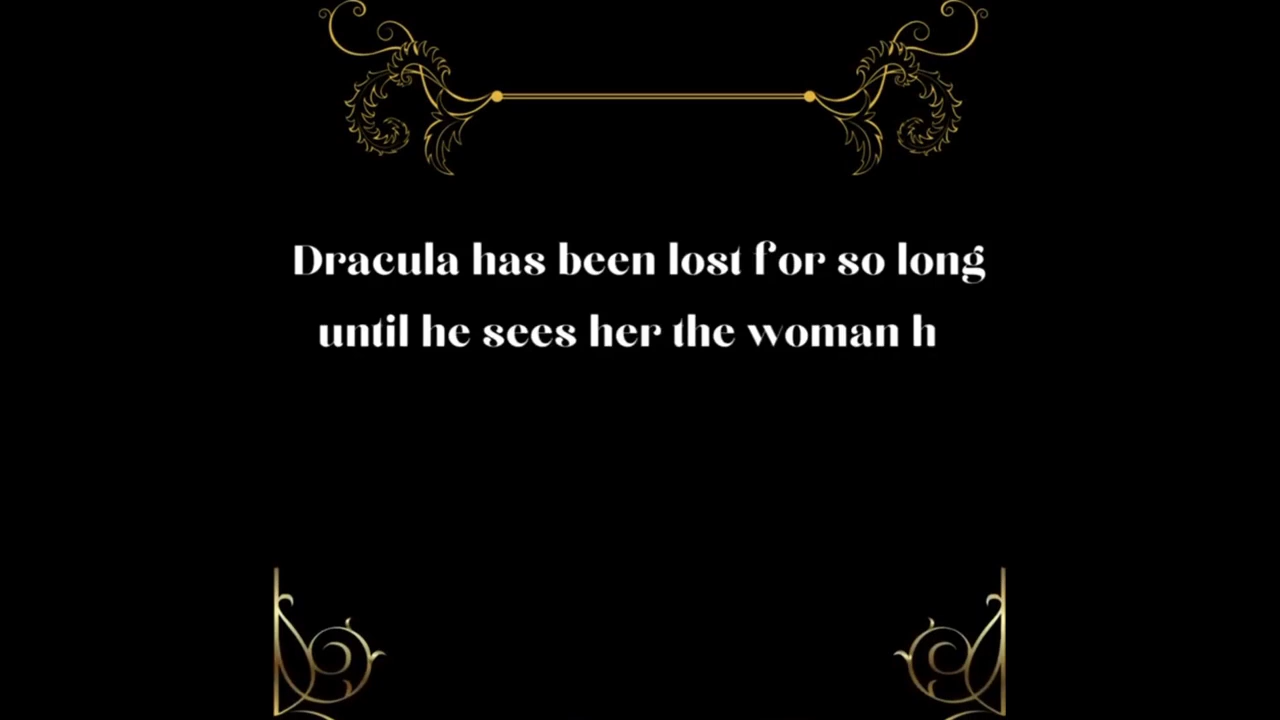 Dracula has been lost for so long
until he sees her the woman h